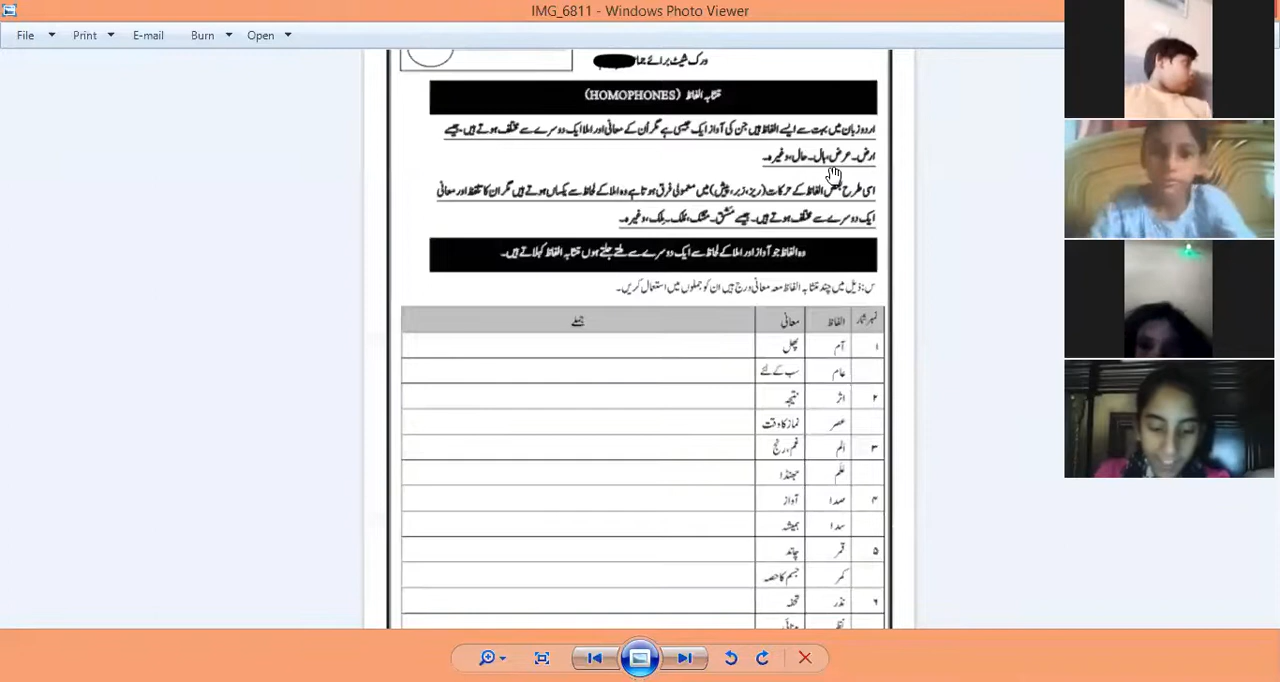 IMG_6811 - Windows Photo Viewer
File Print E-mail Burn Open
ورک شیٹ برائے جما
متشابہ الفاظ (HOMOPHONES)
اردو زبان میں بہت سے ایسے الفاظ ہیں جن کی آواز ایک جیسی ہے مگر اُن کے معانی اور املا ایک دوسرے سے مختلف ہوتے ہیں۔ جیسے
ارض۔ عرض، ہال۔ حال، وغیرہ۔
اسی طرح بعض الفاظ کے حرکات (زیر، زبر، پیش) میں معمولی فرق ہوتا ہے وہ املا کے لحاظ سے یکساں ہوتے ہیں مگر ان کا تلفظ اور معانی
ایک دوسرے سے مختلف ہوتے ہیں۔ جیسے مَشق۔ مشک، مُلک۔ مِلک، وغیرہ۔
وہ الفاظ جو آواز اور املا کے لحاظ سے ایک دوسرے سے ملتے جلتے ہوں متشابہ الفاظ کہلاتے ہیں۔
س: ذیل میں چند متشابہ الفاظ معہ معانی درج ہیں ان کو جملوں میں استعمال کریں۔
نمبر شمار الفاظ معانی جملے
۱ آم پھل
عام سب کے لئے
۲ اثر نتیجہ
عصر نماز کا وقت
۳ الم غم، رنج
عَلَم جھنڈا
۴ صدا آواز
سدا ہمیشہ
۵ قمر چاند
کمر جسم کا حصہ
۶ نذر تحفہ